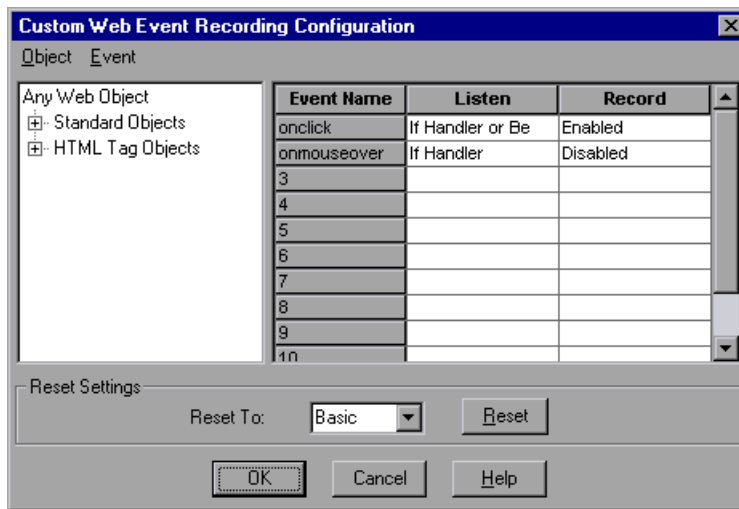 Custom Web Event Recording Configuration
Object Event
Any Web Object
Standard Objects
HTML Tag Objects
Event Name Listen Record
onclick If Handler or Be Enabled
onmouseover If Handler Disabled
3
4
5
6
7
8
9
10
Reset Settings
Reset To: Basic Reset
OK Cancel Help